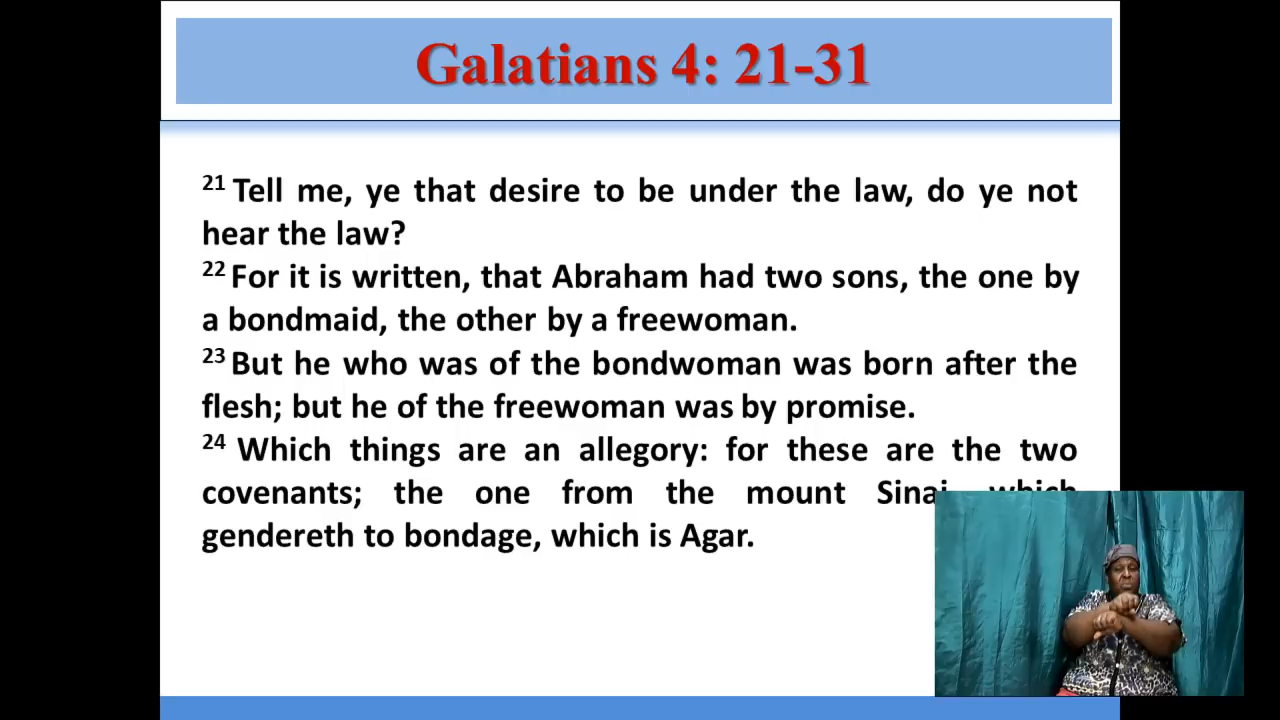 Galatians 4: 21-31
21 Tell me, ye that desire to be under the law, do ye not
hear the law?
22 For it is written, that Abraham had two sons, the one by
a bondmaid, the other by a freewoman.
23 But he who was of the bondwoman was born after the
flesh; but he of the freewoman was by promise.
24 Which things are an allegory: for these are the two
covenants; the one from the mount Sinai, which
gendereth to bondage, which is Agar.